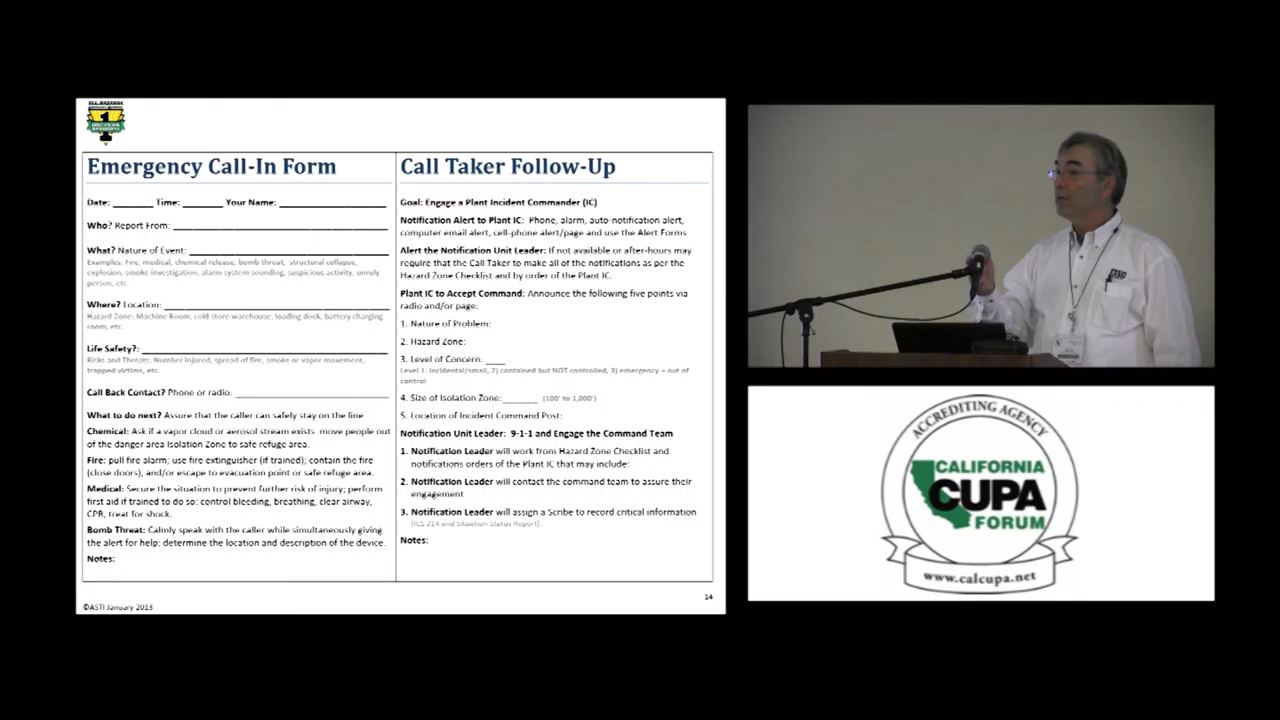 Emergency Call-In Form
Date: ________ Time: ________ Your Name: ______________________
Who? Report From: ____________________________________________
What? Nature of Event: ________________________________________
Examples: Fire, medical, chemical release, bomb threat, structural collapse,
explosion, smoke investigation, alarm system sounding, suspicious activity, unruly
person, etc
Where? Location: _____________________________________________
Hazard Zone: Machine Room, cold store warehouse, loading dock, battery charging
room, etc.
Life Safety?: __________________________________________________
Risks and Threats: Number injured, spread of fire, smoke or vapor movement,
trapped victims, etc.
Call Back Contact? Phone or radio: ______________________________
What to do next? Assure that the caller can safely stay on the line
Chemical: Ask if a vapor cloud or aerosol stream exists move people out
of the danger area Isolation Zone to safe refuge area.
Fire: pull fire alarm; use fire extinguisher (if trained); contain the fire
(close doors), and/or escape to evacuation point or safe refuge area.
Medical: Secure the situation to prevent further risk of injury; perform
first aid if trained to do so: control bleeding, breathing, clear airway,
CPR, treat for shock.
Bomb Threat: Calmly speak with the caller while simultaneously giving
the alert for help; determine the location and description of the device.
Notes:
Call Taker Follow-Up
Goal: Engage a Plant Incident Commander (IC)
Notification Alert to Plant IC: Phone, alarm, auto-notification alert,
computer email alert, cell-phone alert/page and use the Alert Forms
Alert the Notification Unit Leader: If not available or after-hours may
require that the Call Taker to make all of the notifications as per the
Hazard Zone Checklist and by order of the Plant IC.
Plant IC to Accept Command: Announce the following five points via
radio and/or page:
1. Nature of Problem:
2. Hazard Zone:
3. Level of Concern: ____
Level 1: Incidental/small, 2) contained but NOT controlled, 3) emergency – out of
control
4. Size of Isolation Zone:_______ (100' to 1,000')
5. Location of Incident Command Post:
Notification Unit Leader: 9-1-1 and Engage the Command Team
1. Notification Leader will work from Hazard Zone Checklist and
notifications orders of the Plant IC that may include:
2. Notification Leader will contact the command team to assure their
engagement
3. Notification Leader will assign a Scribe to record critical information
(ICS 214 and Situation Status Report).
Notes:
14
©ASTI January 2013
ACCREDITING AGENCY
CALIFORNIA
CUPA
FORUM
www.calcupa.net